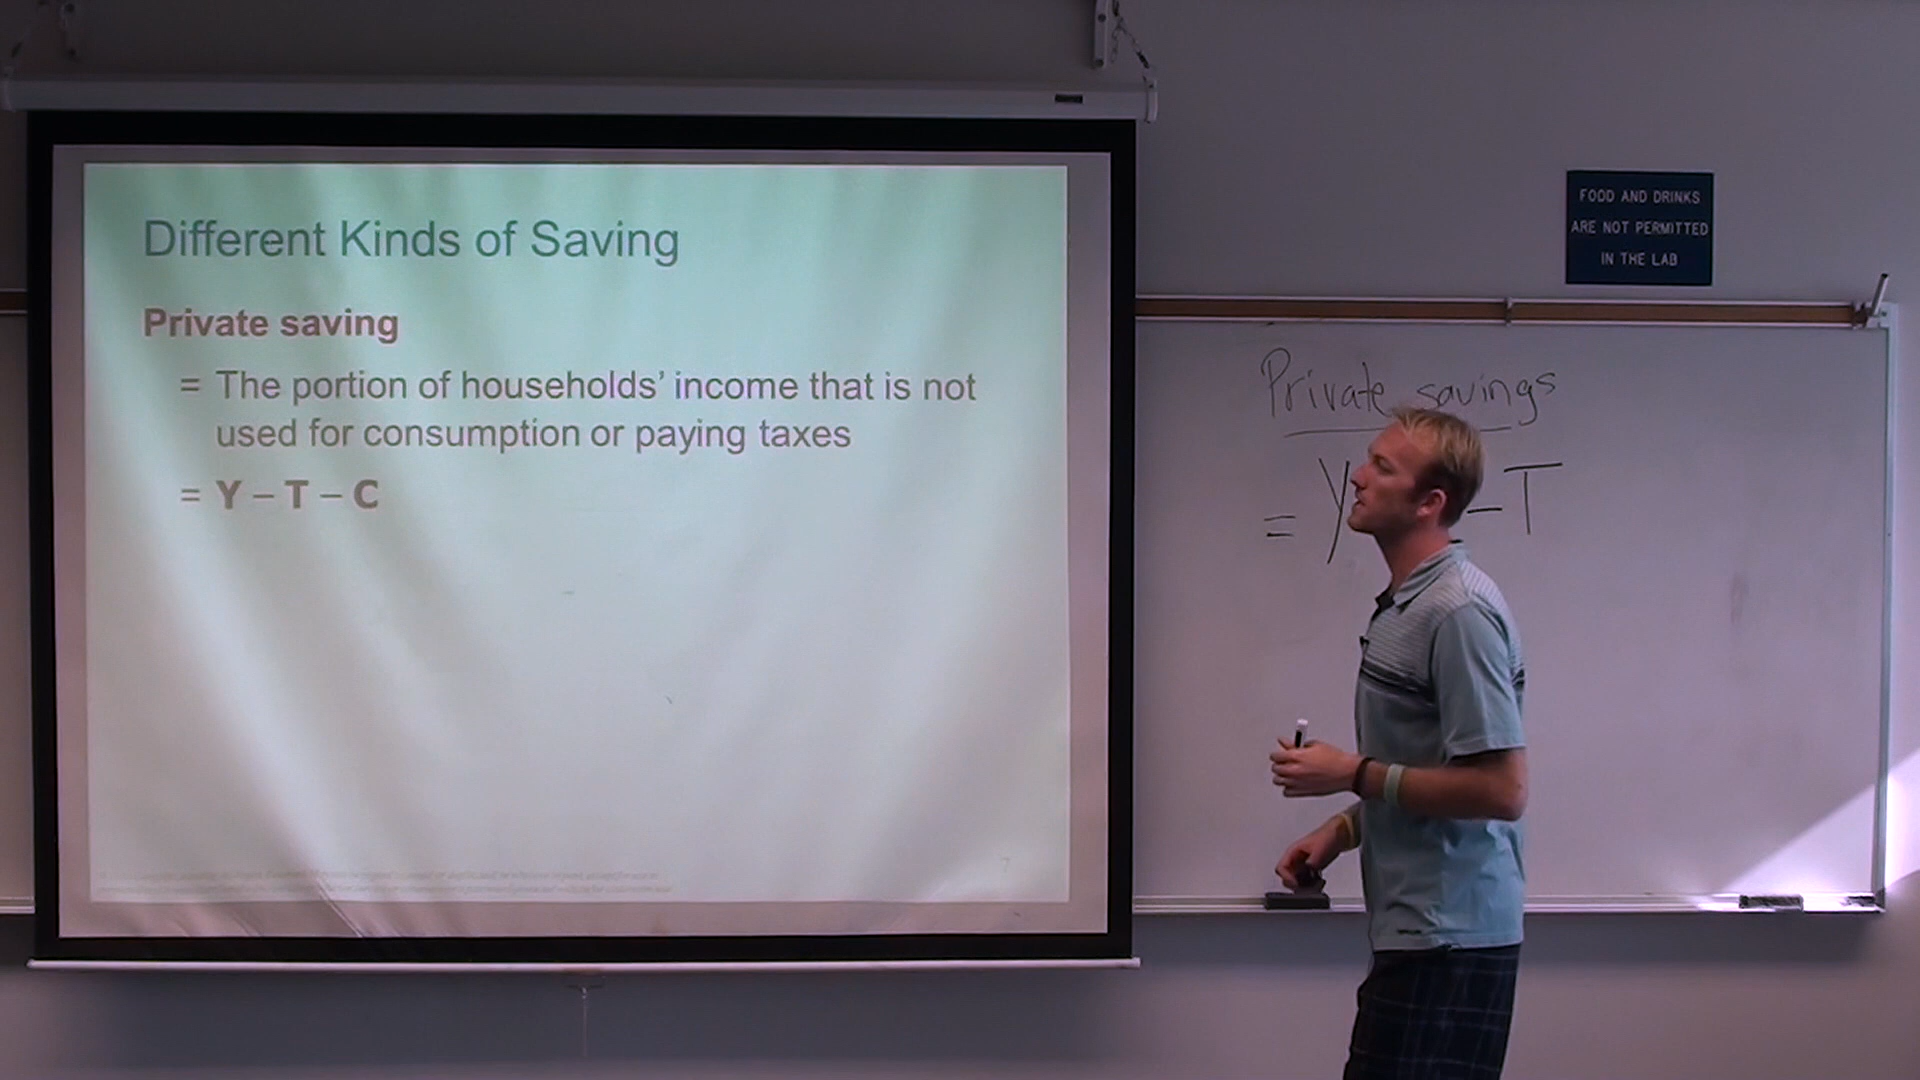 Different Kinds of Saving
Private saving
= The portion of households' income that is not
used for consumption or paying taxes
= Y – T – C
FOOD AND DRINKS
ARE NOT PERMITTED
IN THE LAB
Private savings
= Y – T